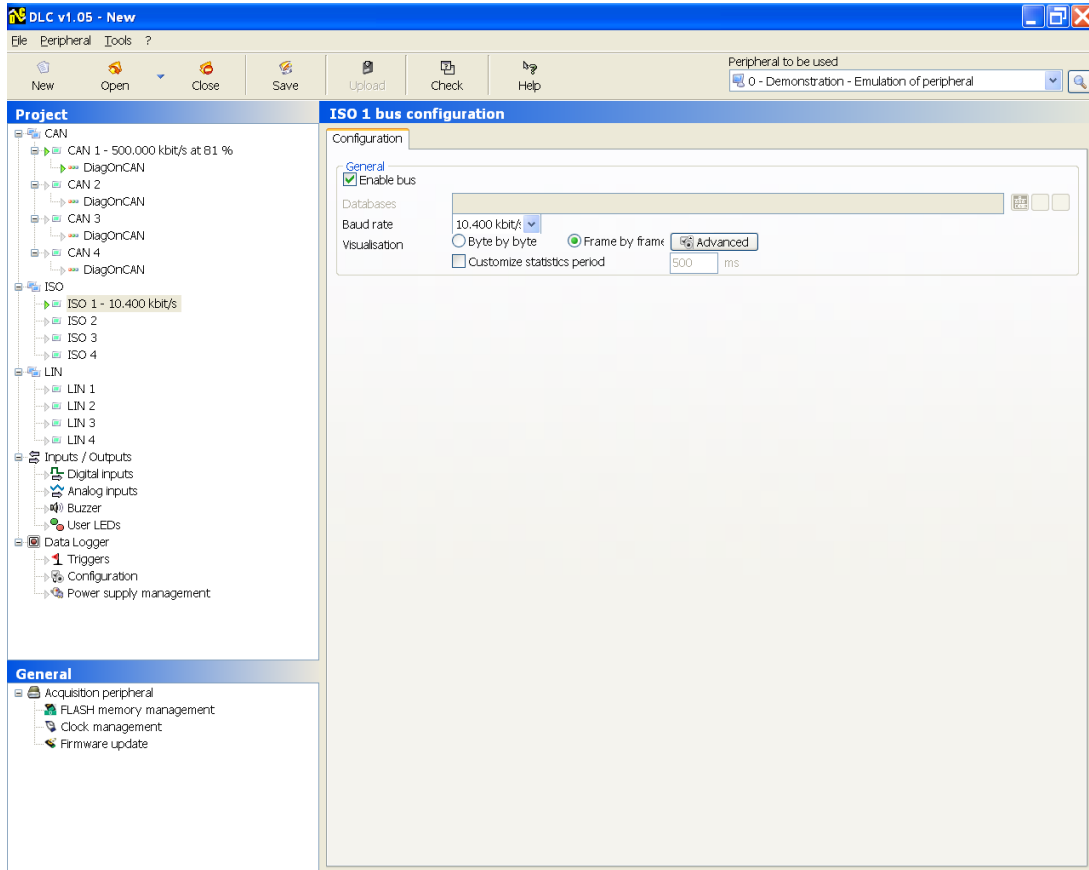 DLC v1.05 - New
File Peripheral Tools ?
New Open Close Save Upload Check Help
Peripheral to be used
0 - Demonstration - Emulation of peripheral
Project
CAN
CAN 1 - 500.000 kbit/s at 81 %
DiagOnCAN
CAN 2
DiagOnCAN
CAN 3
DiagOnCAN
CAN 4
DiagOnCAN
ISO
ISO 1 - 10.400 kbit/s
ISO 2
ISO 3
ISO 4
LIN
LIN 1
LIN 2
LIN 3
LIN 4
Inputs / Outputs
Digital inputs
Analog inputs
Buzzer
User LEDs
Data Logger
Triggers
Configuration
Power supply management
General
Acquisition peripheral
FLASH memory management
Clock management
Firmware update
ISO 1 bus configuration
Configuration
General
Enable bus
Databases
Baud rate 10.400 kbit/s
Visualisation Byte by byte Frame by frame Advanced
Customize statistics period 500 ms